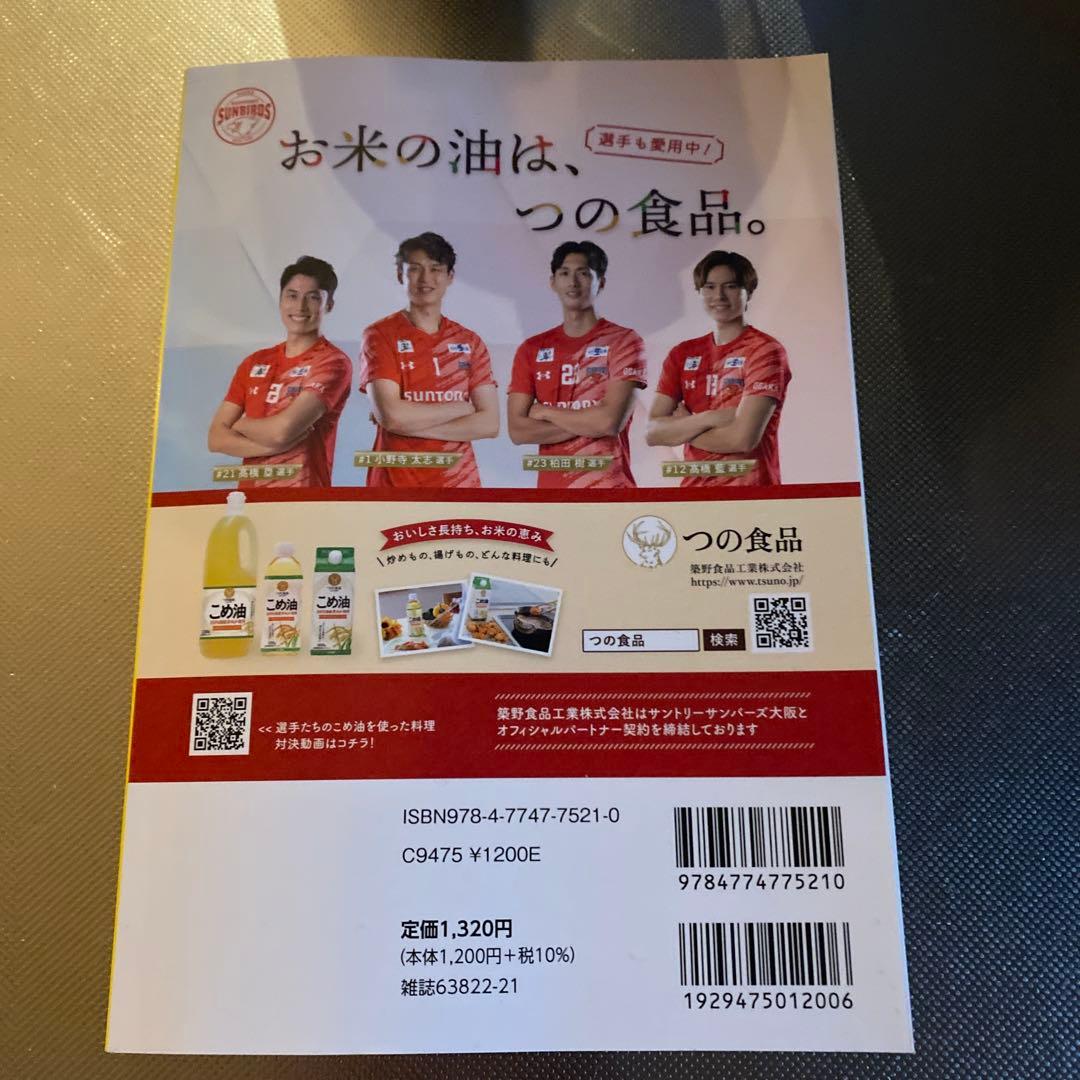 SUNBIRDS
お米の油は、
選手も愛用中!
つの食品。
1
SUNTORY
#21 髙橋 塁 選手
#1 小野寺 太志 選手
#23 柏田 樹 選手
#12 髙橋 藍 選手
おいしさ長持ち、お米の恵み
炒めもの、揚げもの、どんな料理にも
こめ油
こめ油
こめ油
つの食品
築野食品工業株式会社
https://www.tsuno.jp/
つの食品 検索
<< 選手たちのこめ油を使った料理
対決動画はコチラ!
築野食品工業株式会社はサントリーサンバーズ大阪と
オフィシャルパートナー契約を締結しております
ISBN978-4-7747-7521-0
C9475 ¥1200E
9784774775210
定価1,320円
(本体1,200円+税10%)
雑誌63822-21
1929475012006